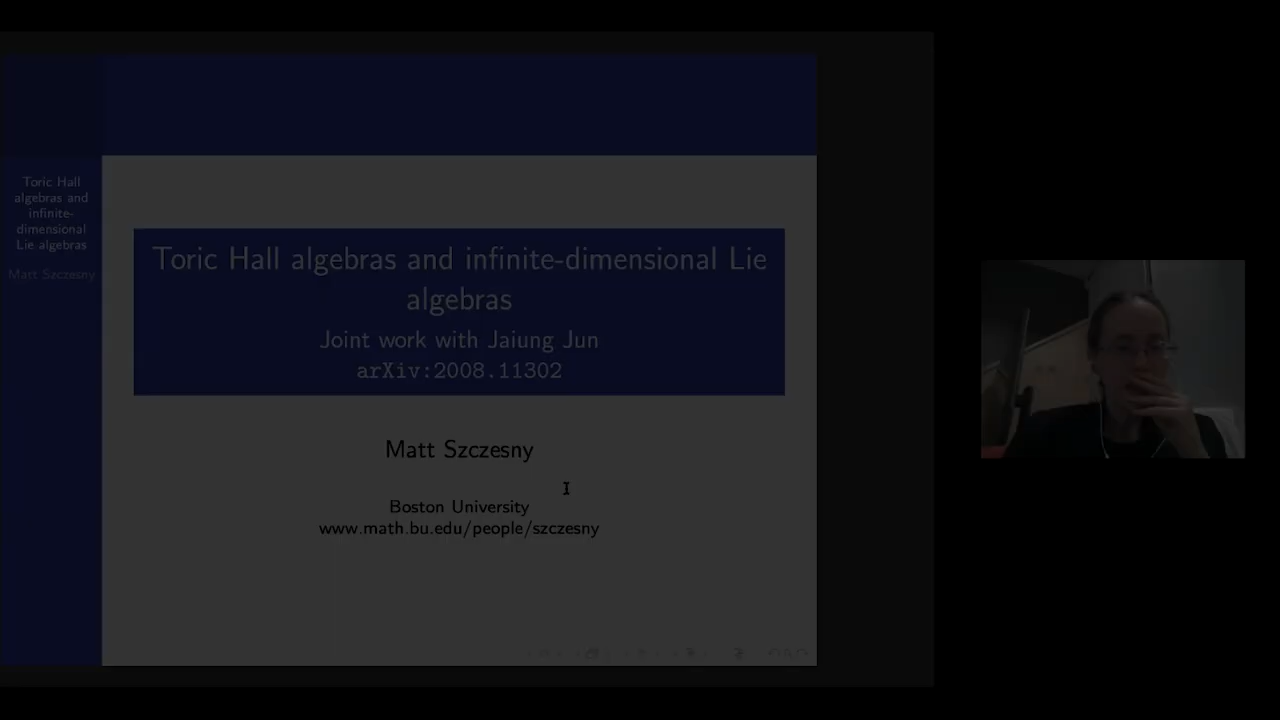 Toric Hall
algebras and
infinite-
dimensional
Lie algebras
Matt Szczesny
Toric Hall algebras and infinite-dimensional Lie
algebras
Joint work with Jaiung Jun
arXiv:2008.11302
Matt Szczesny
Boston University
www.math.bu.edu/people/szczesny